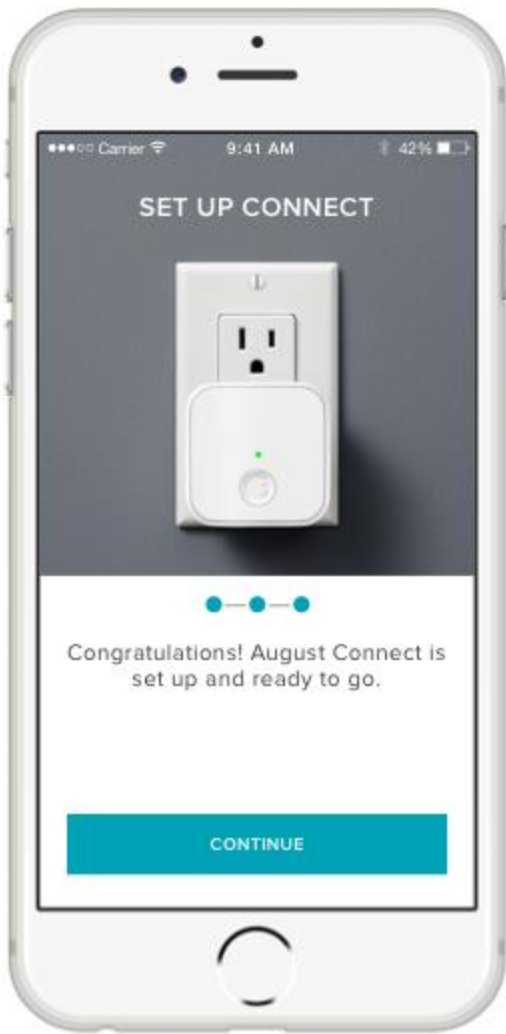 Carrier 9:41 AM 42%
SET UP CONNECT
Congratulations! August Connect is
set up and ready to go.
CONTINUE